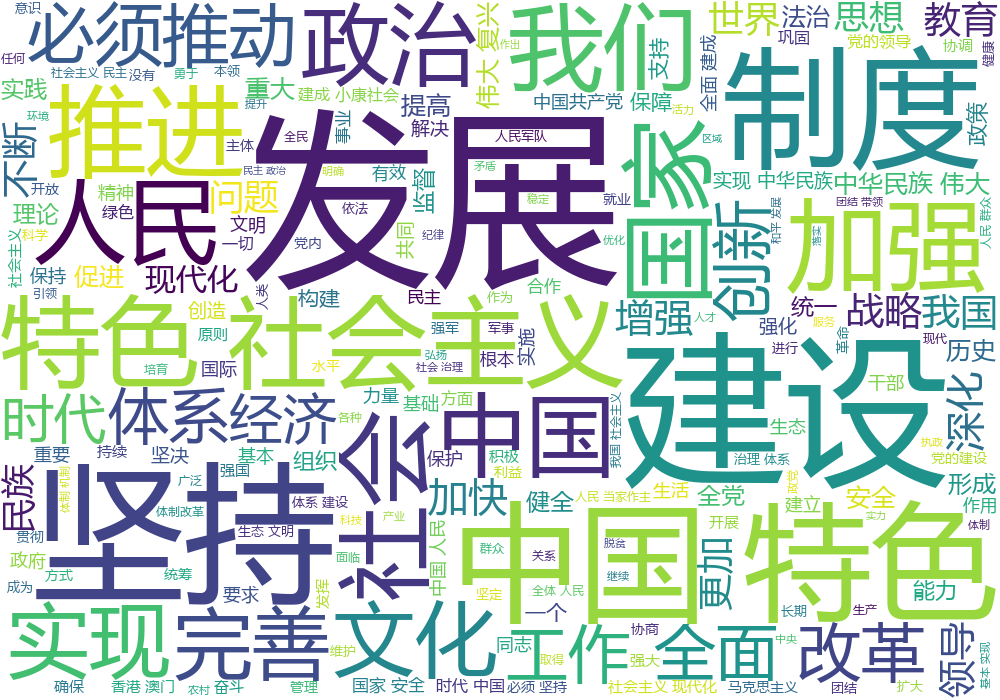 意识
必须推动
政治
复兴
作出
我们
世界
法治
思想
教育
任何
社会主义 民主
没有
勇于
本领
伟大
支持
全面 建成
巩固
党的领导
协调
健康
实践
推进
重大
建成 小康社会
提高
中国共产党
保障
活力
制度
政策
环境
提升
事业
解决
人民军队
国家
区域
不断
主体
全民
发展
民主 政治
明确
有效
监督
矛盾
实现 中华民族
中华民族 伟大
开放
精神
问题
依法
稳定
就业
团结 带领
理论
绿色
人民
文明
共同
纪律
创新
和平 发展
加强
人民 群众
社会主义
科学
一切
党内
优化
落实
保持
促进
现代化
人类
构建
民主
作为
合作
统一
战略
我国
引领
创造
增强
人才
强化
服务
革命
特色 社会主义
原则
强军
军事
实施
建设
进行
现代
培育
国际
水平
弘扬
社会 治理
根本
历史
时代
体系
经济
力量
基础
方面
中国
我国 社会主义
干部
深化
各种
生态
执政
重要
持续
坚决
基本
组织
社会
保护
积极
利益
治理 体系
党的建设
民族
体制 机制
坚持
广泛
强国
体系 建设
加快
健全
人民 当家作主
生活
全党
政党
建立
安全
形成
作用
体制改革
科技
产业
中国 特色
开展
实力
体制
贯彻
生态 文明
面临
中国 人民
群众
关系
脱贫
更加
政府
方式
统筹
成为
要求
发挥
坚定
全体 人民
继续
能力
实现
完善
文化
一个
长期
生产
维护
同志
工作
协商
全面
中央
改革
领导
基本 实现
取得
强大
确保
香港 澳门
农村
奋斗
管理
国家 安全
时代 中国
必须 坚持
社会主义 现代化
马克思主义
团结
扩大